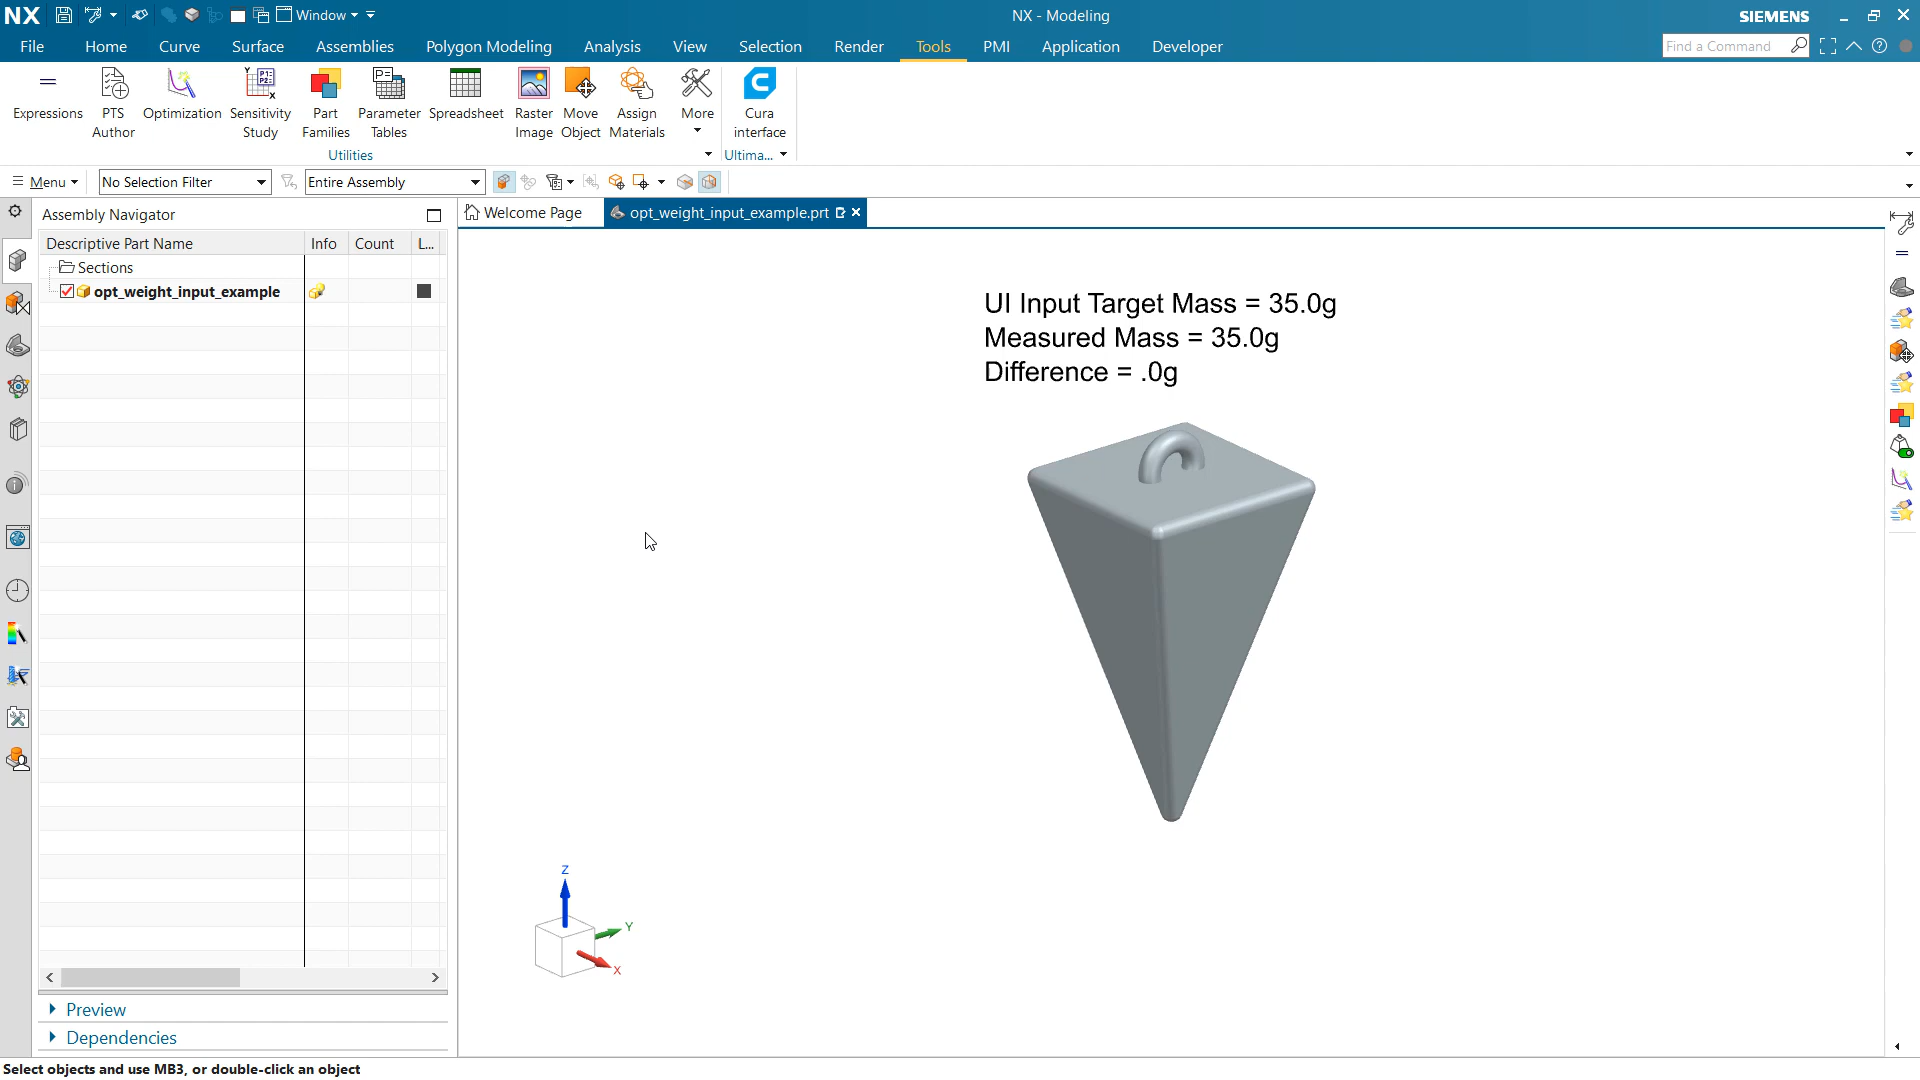 NX
Window
NX - Modeling
SIEMENS
File
Home
Curve
Surface
Assemblies
Polygon Modeling
Analysis
View
Selection
Render
Tools
PMI
Application
Developer
Find a Command
Expressions
PTS
Author
Optimization
Sensitivity
Study
Part
Families
Parameter
Tables
Spreadsheet
Raster
Image
Move
Object
Assign
Materials
More
Cura
interface
Utilities
Ultima...
Menu
No Selection Filter
Entire Assembly
Assembly Navigator
Welcome Page
opt_weight_input_example.prt
Descriptive Part Name
Info
Count
L...
Sections
opt_weight_input_example
UI Input Target Mass = 35.0g
Measured Mass = 35.0g
Difference = .0g
Z
Y
X
Preview
Dependencies
Select objects and use MB3, or double-click an object